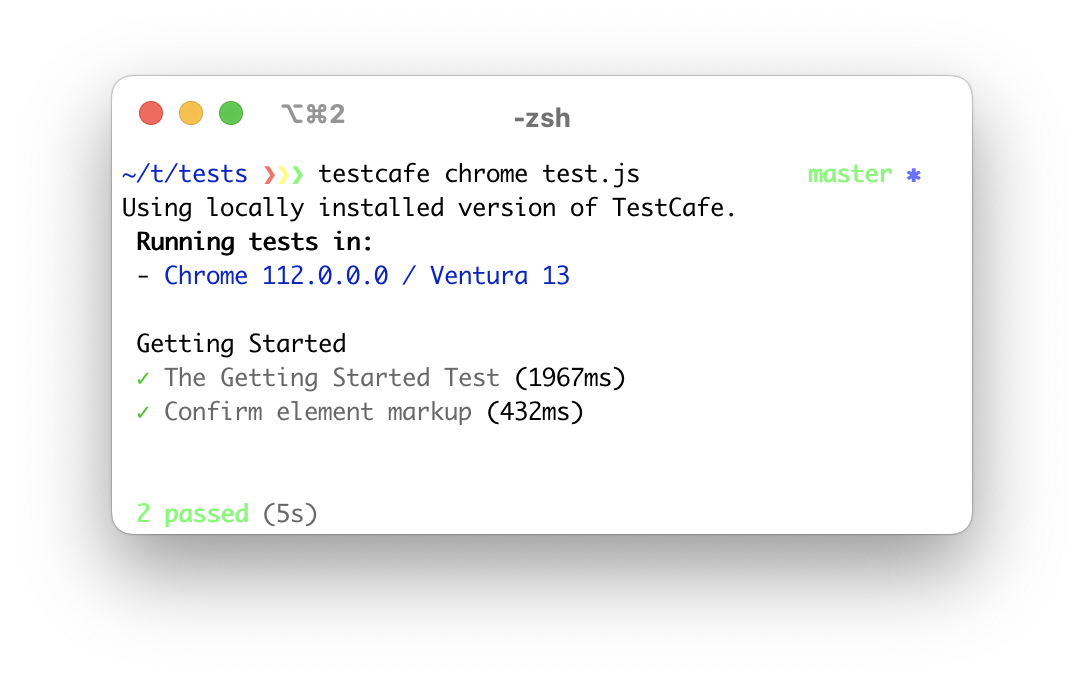 ⌥⌘2 -zsh
~/t/tests ❯❯❯ testcafe chrome test.js master ✱
Using locally installed version of TestCafe.
Running tests in:
- Chrome 112.0.0.0 / Ventura 13
Getting Started
✓ The Getting Started Test (1967ms)
✓ Confirm element markup (432ms)
2 passed (5s)